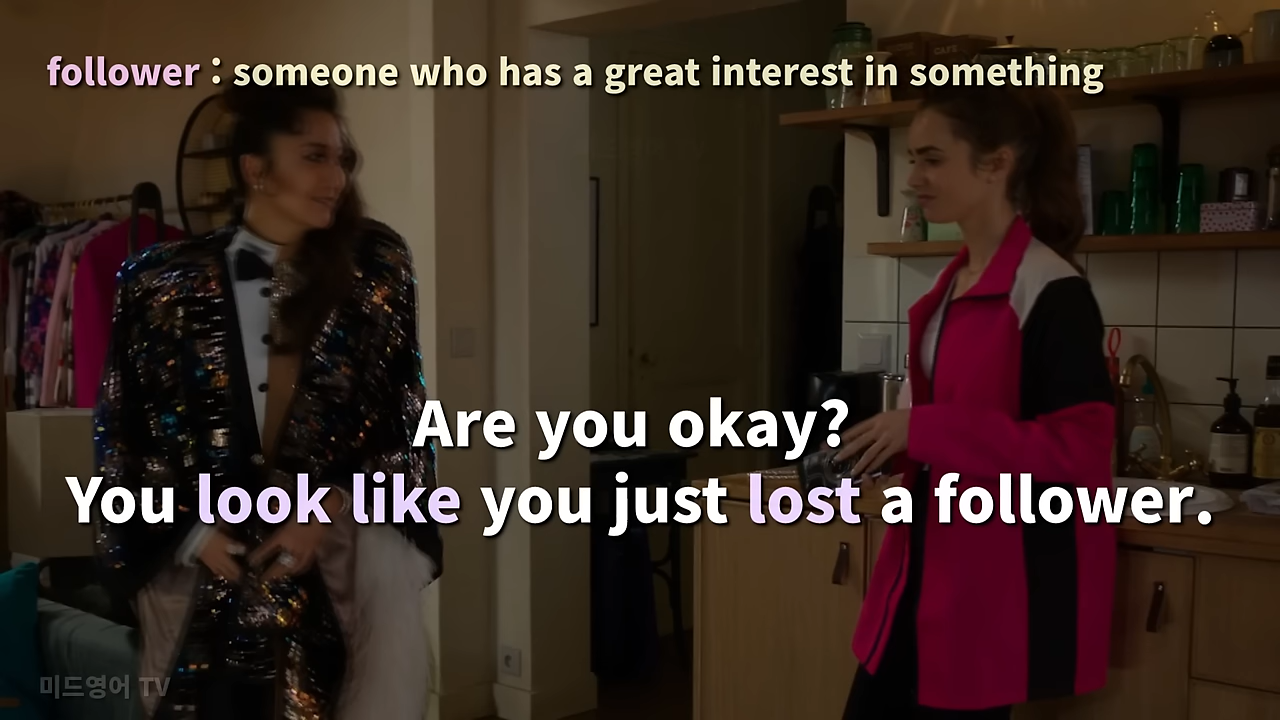 follower : someone who has a great interest in something
Are you okay?
You look like you just lost a follower.
미드영어 TV